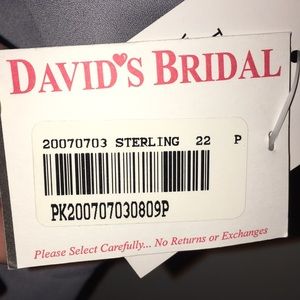 DAVID'S BRIDAL
20070703 STERLING 22 P
PK200707030809P
Please Select Carefully... No Returns or Exchanges